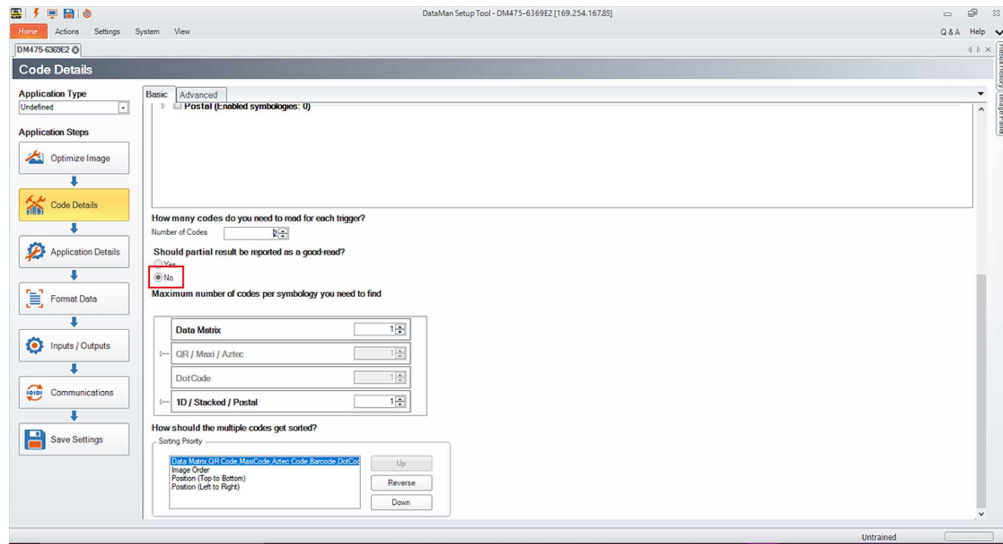 DataMan Setup Tool - DM475-6369E2 [169.254.167.85]
Home Actions Settings System View Q & A Help
DM475-6369E2
Code Details
Application Type
Undefined
Application Steps
Optimize Image
Code Details
Application Details
Format Data
Inputs / Outputs
Communications
Save Settings
Basic Advanced
Postal (Enabled symbologies: 0)
How many codes do you need to read for each trigger?
Number of Codes 2
Should partial result be reported as a good-read?
Yes
No
Maximum number of codes per symbology you need to find
Data Matrix 1
QR / Maxi / Aztec 1
DotCode 1
1D / Stacked / Postal 1
How should the multiple codes get sorted?
Sorting Priority
Data Matrix,QR Code,MaxiCode,Aztec Code,Barcode,DotCod
Image Order
Position (Top to Bottom)
Position (Left to Right)
Up
Reverse
Down
Untrained